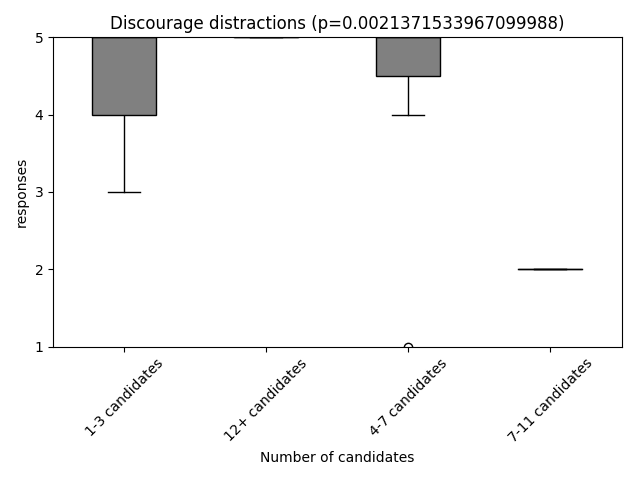 Discourage distractions (p=0.0021371533967099988)
5
4
3
2
1
responses
1-3 candidates
12+ candidates
4-7 candidates
7-11 candidates
Number of candidates